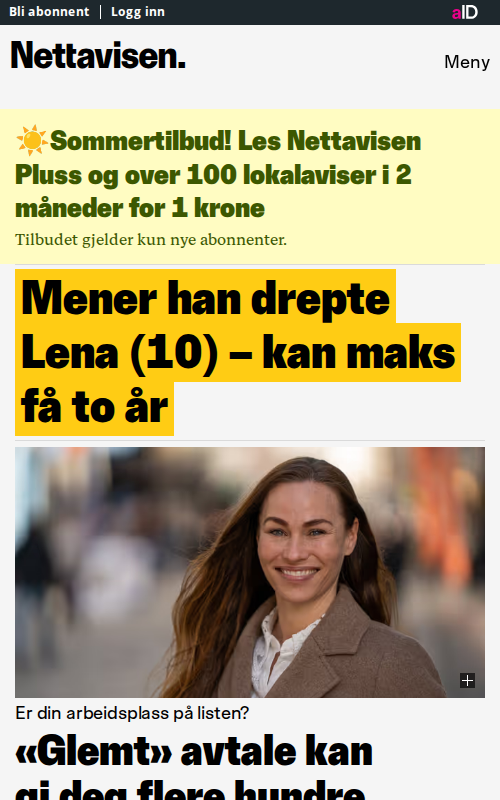 Bli abonnent | Logg inn
aID
Nettavisen.
Meny
☀️Sommertilbud! Les Nettavisen
Pluss og over 100 lokalaviser i 2
måneder for 1 krone
Tilbudet gjelder kun nye abonnenter.
Mener han drepte
Lena (10) – kan maks
få to år
Er din arbeidsplass på listen?
«Glemt» avtale kan
gi deg flere hundre